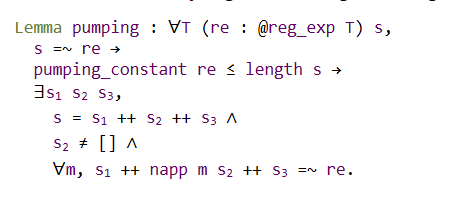 Lemma pumping : ∀T (re : @reg_exp T) s,
s =~ re →
pumping_constant re ≤ length s →
∃s₁ s₂ s₃,
s = s₁ ++ s₂ ++ s₃ ∧
s₂ ≠ [] ∧
∀m, s₁ ++ napp m s₂ ++ s₃ =~ re.